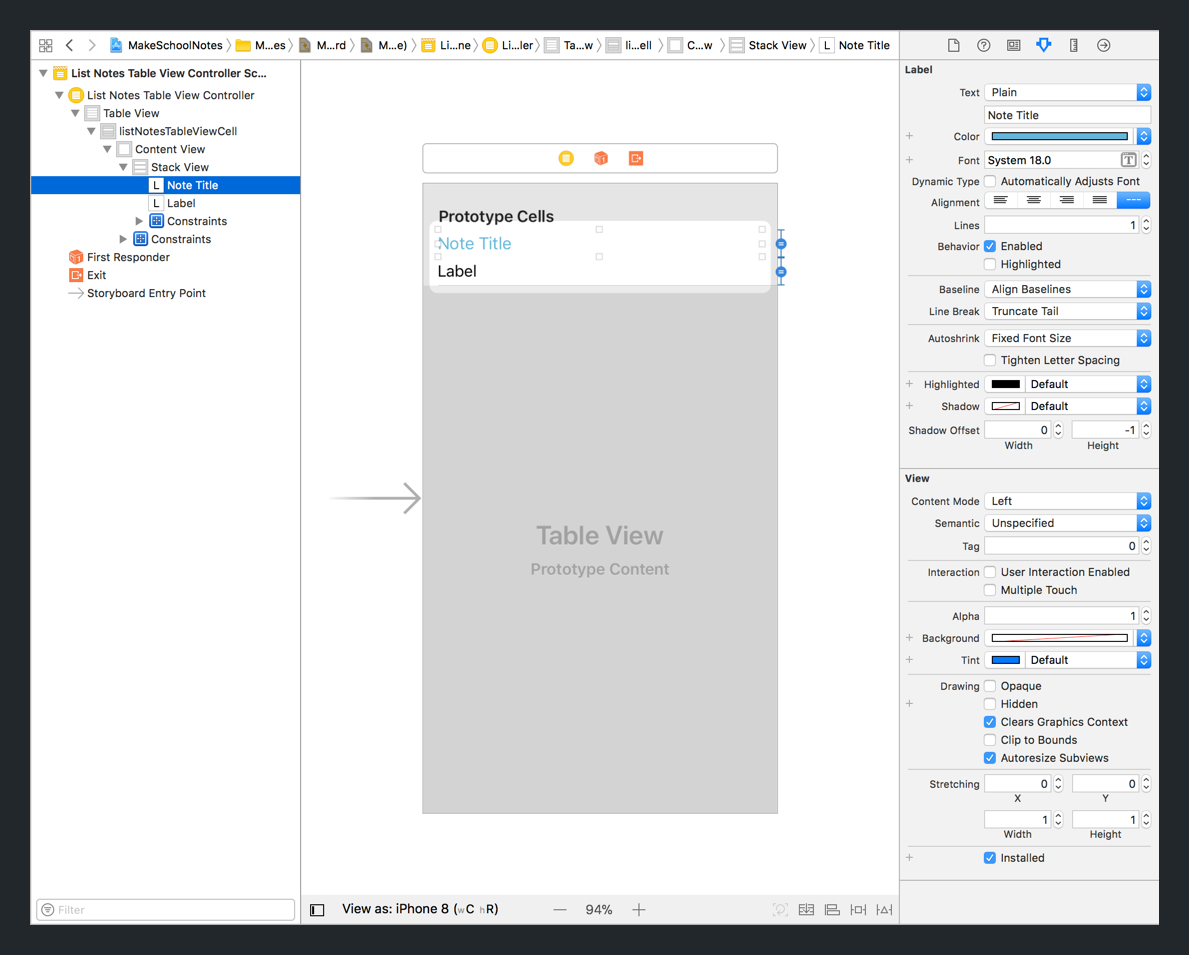 MakeSchoolNotes M...es M...rd M...e) Li...ne Li...ler Ta...w li...ell C...w Stack View L Note Title
List Notes Table View Controller Sc...
List Notes Table View Controller
Table View
listNotesTableViewCell
Content View
Stack View
L Note Title
L Label
Constraints
Constraints
First Responder
Exit
Storyboard Entry Point
Filter
Prototype Cells
Note Title
Label
Table View
Prototype Content
View as: iPhone 8 (wC hR)
94%
Label
Text Plain
Note Title
Color
Font System 18.0 T
Dynamic Type Automatically Adjusts Font
Alignment
Lines 1
Behavior Enabled
Highlighted
Baseline Align Baselines
Line Break Truncate Tail
Autoshrink Fixed Font Size
Tighten Letter Spacing
Highlighted Default
Shadow Default
Shadow Offset 0 -1
Width Height
View
Content Mode Left
Semantic Unspecified
Tag 0
Interaction User Interaction Enabled
Multiple Touch
Alpha 1
Background
Tint Default
Drawing Opaque
Hidden
Clears Graphics Context
Clip to Bounds
Autoresize Subviews
Stretching 0 0
X Y
1 1
Width Height
Installed